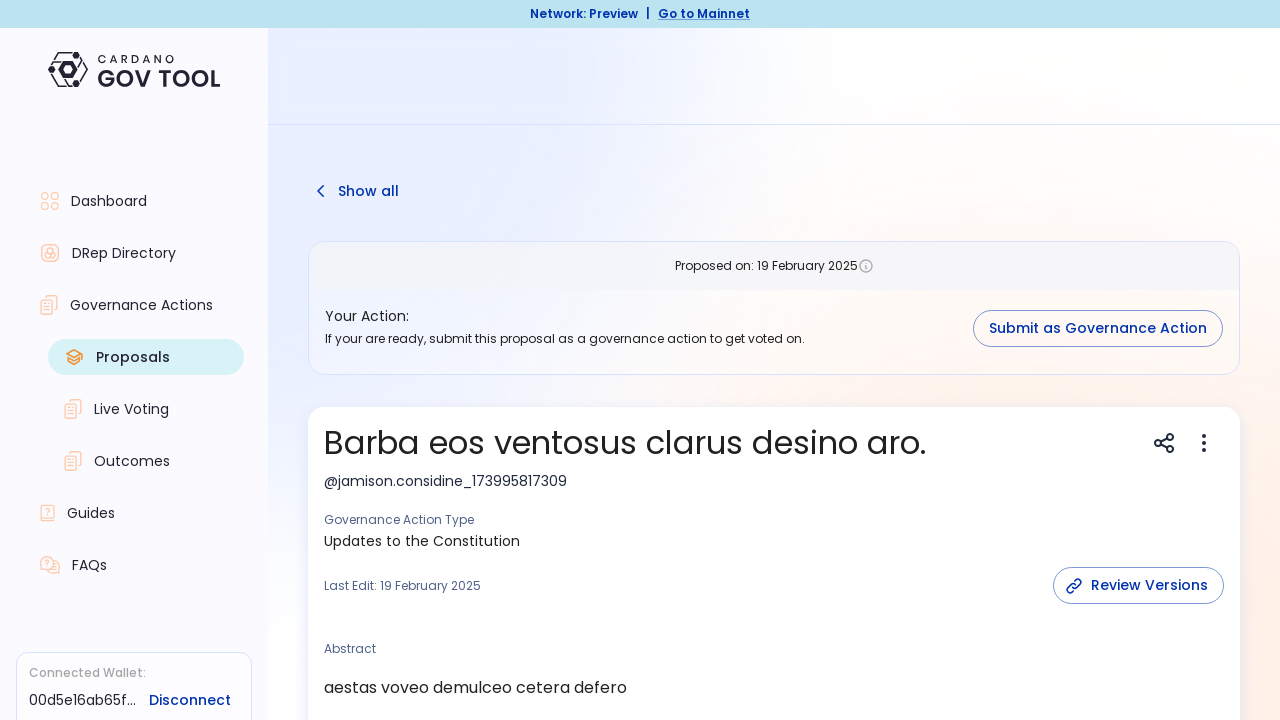 Network: Preview | Go to Mainnet
CARDANO
GOV TOOL
Dashboard
DRep Directory
Governance Actions
Proposals
Live Voting
Outcomes
Guides
FAQs
Connected Wallet:
00d5e16ab65f... Disconnect
Show all
Proposed on: 19 February 2025
Your Action:
If your are ready, submit this proposal as a governance action to get voted on.
Submit as Governance Action
Barba eos ventosus clarus desino aro.
@jamison.considine_173995817309
Governance Action Type
Updates to the Constitution
Last Edit: 19 February 2025
Review Versions
Abstract
aestas voveo demulceo cetera defero